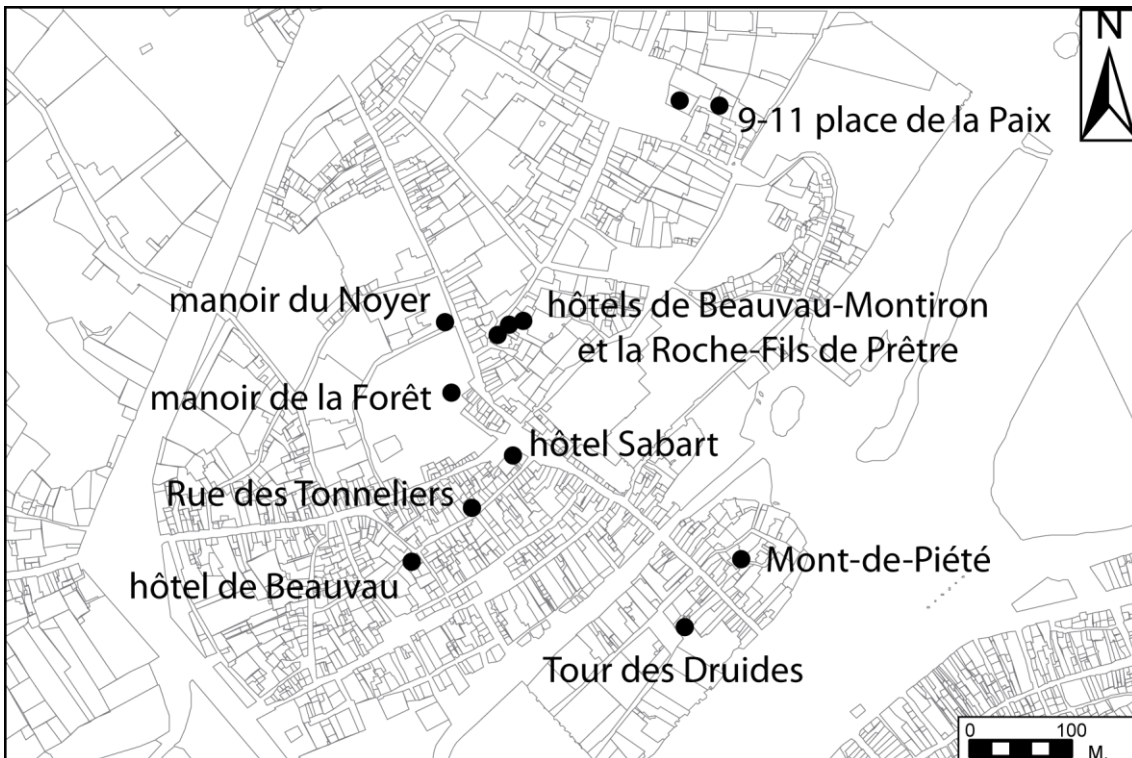 N
9-11 place de la Paix
manoir du Noyer
hôtels de Beauvau-Montiron
et la Roche-Fils de Prêtre
manoir de la Forêt
hôtel Sabart
Rue des Tonneliers
hôtel de Beauvau
Mont-de-Piété
Tour des Druides
0 100
M.